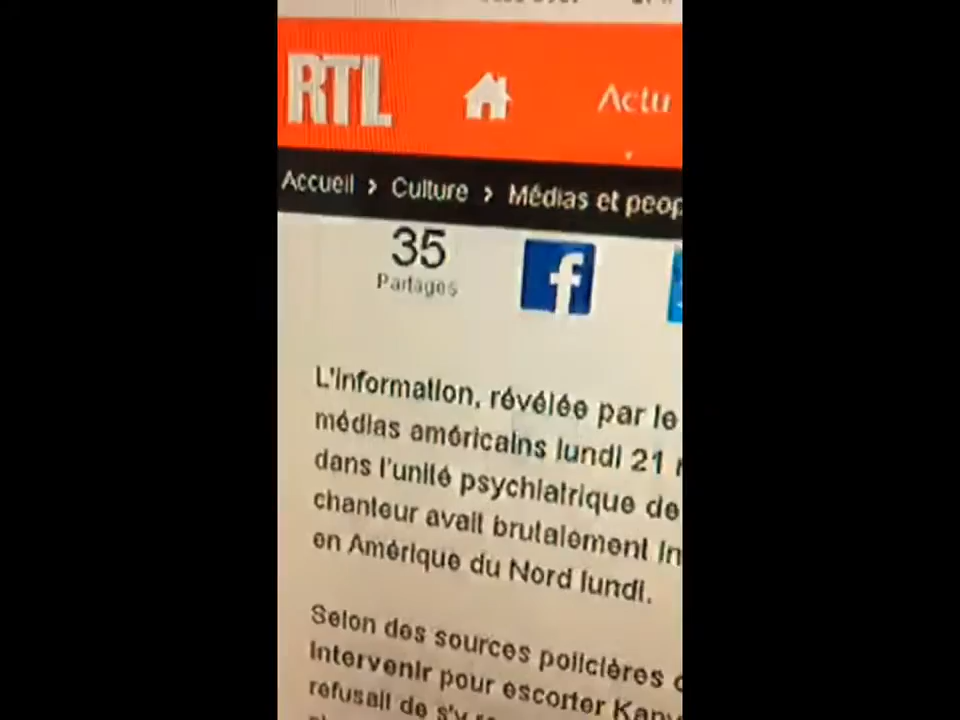 RTL
Actu
Accueil > Culture > Médias et
35
Partages
f
L'information, révélée par le
médias américains lundi 21
dans l'unité psychiatrique de
chanteur avait brutalement
en Amérique du Nord lundi.
Selon des sources policières
intervenir pour escorter
refusait de s'y